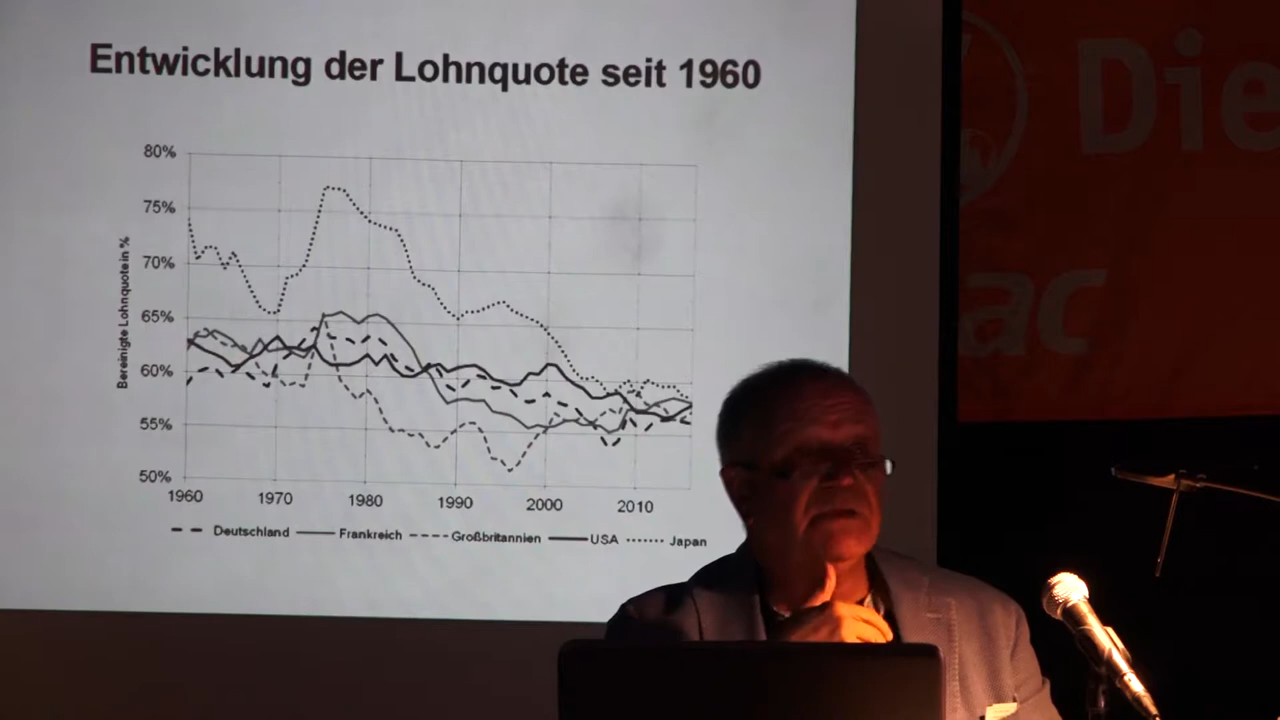 Entwicklung der Lohnquote seit 1960
Bereinigte Lohnquote in %
80%
75%
70%
65%
60%
55%
50%
1960 1970 1980 1990 2000 2010
Deutschland Frankreich Großbritannien USA Japan
Die
ac